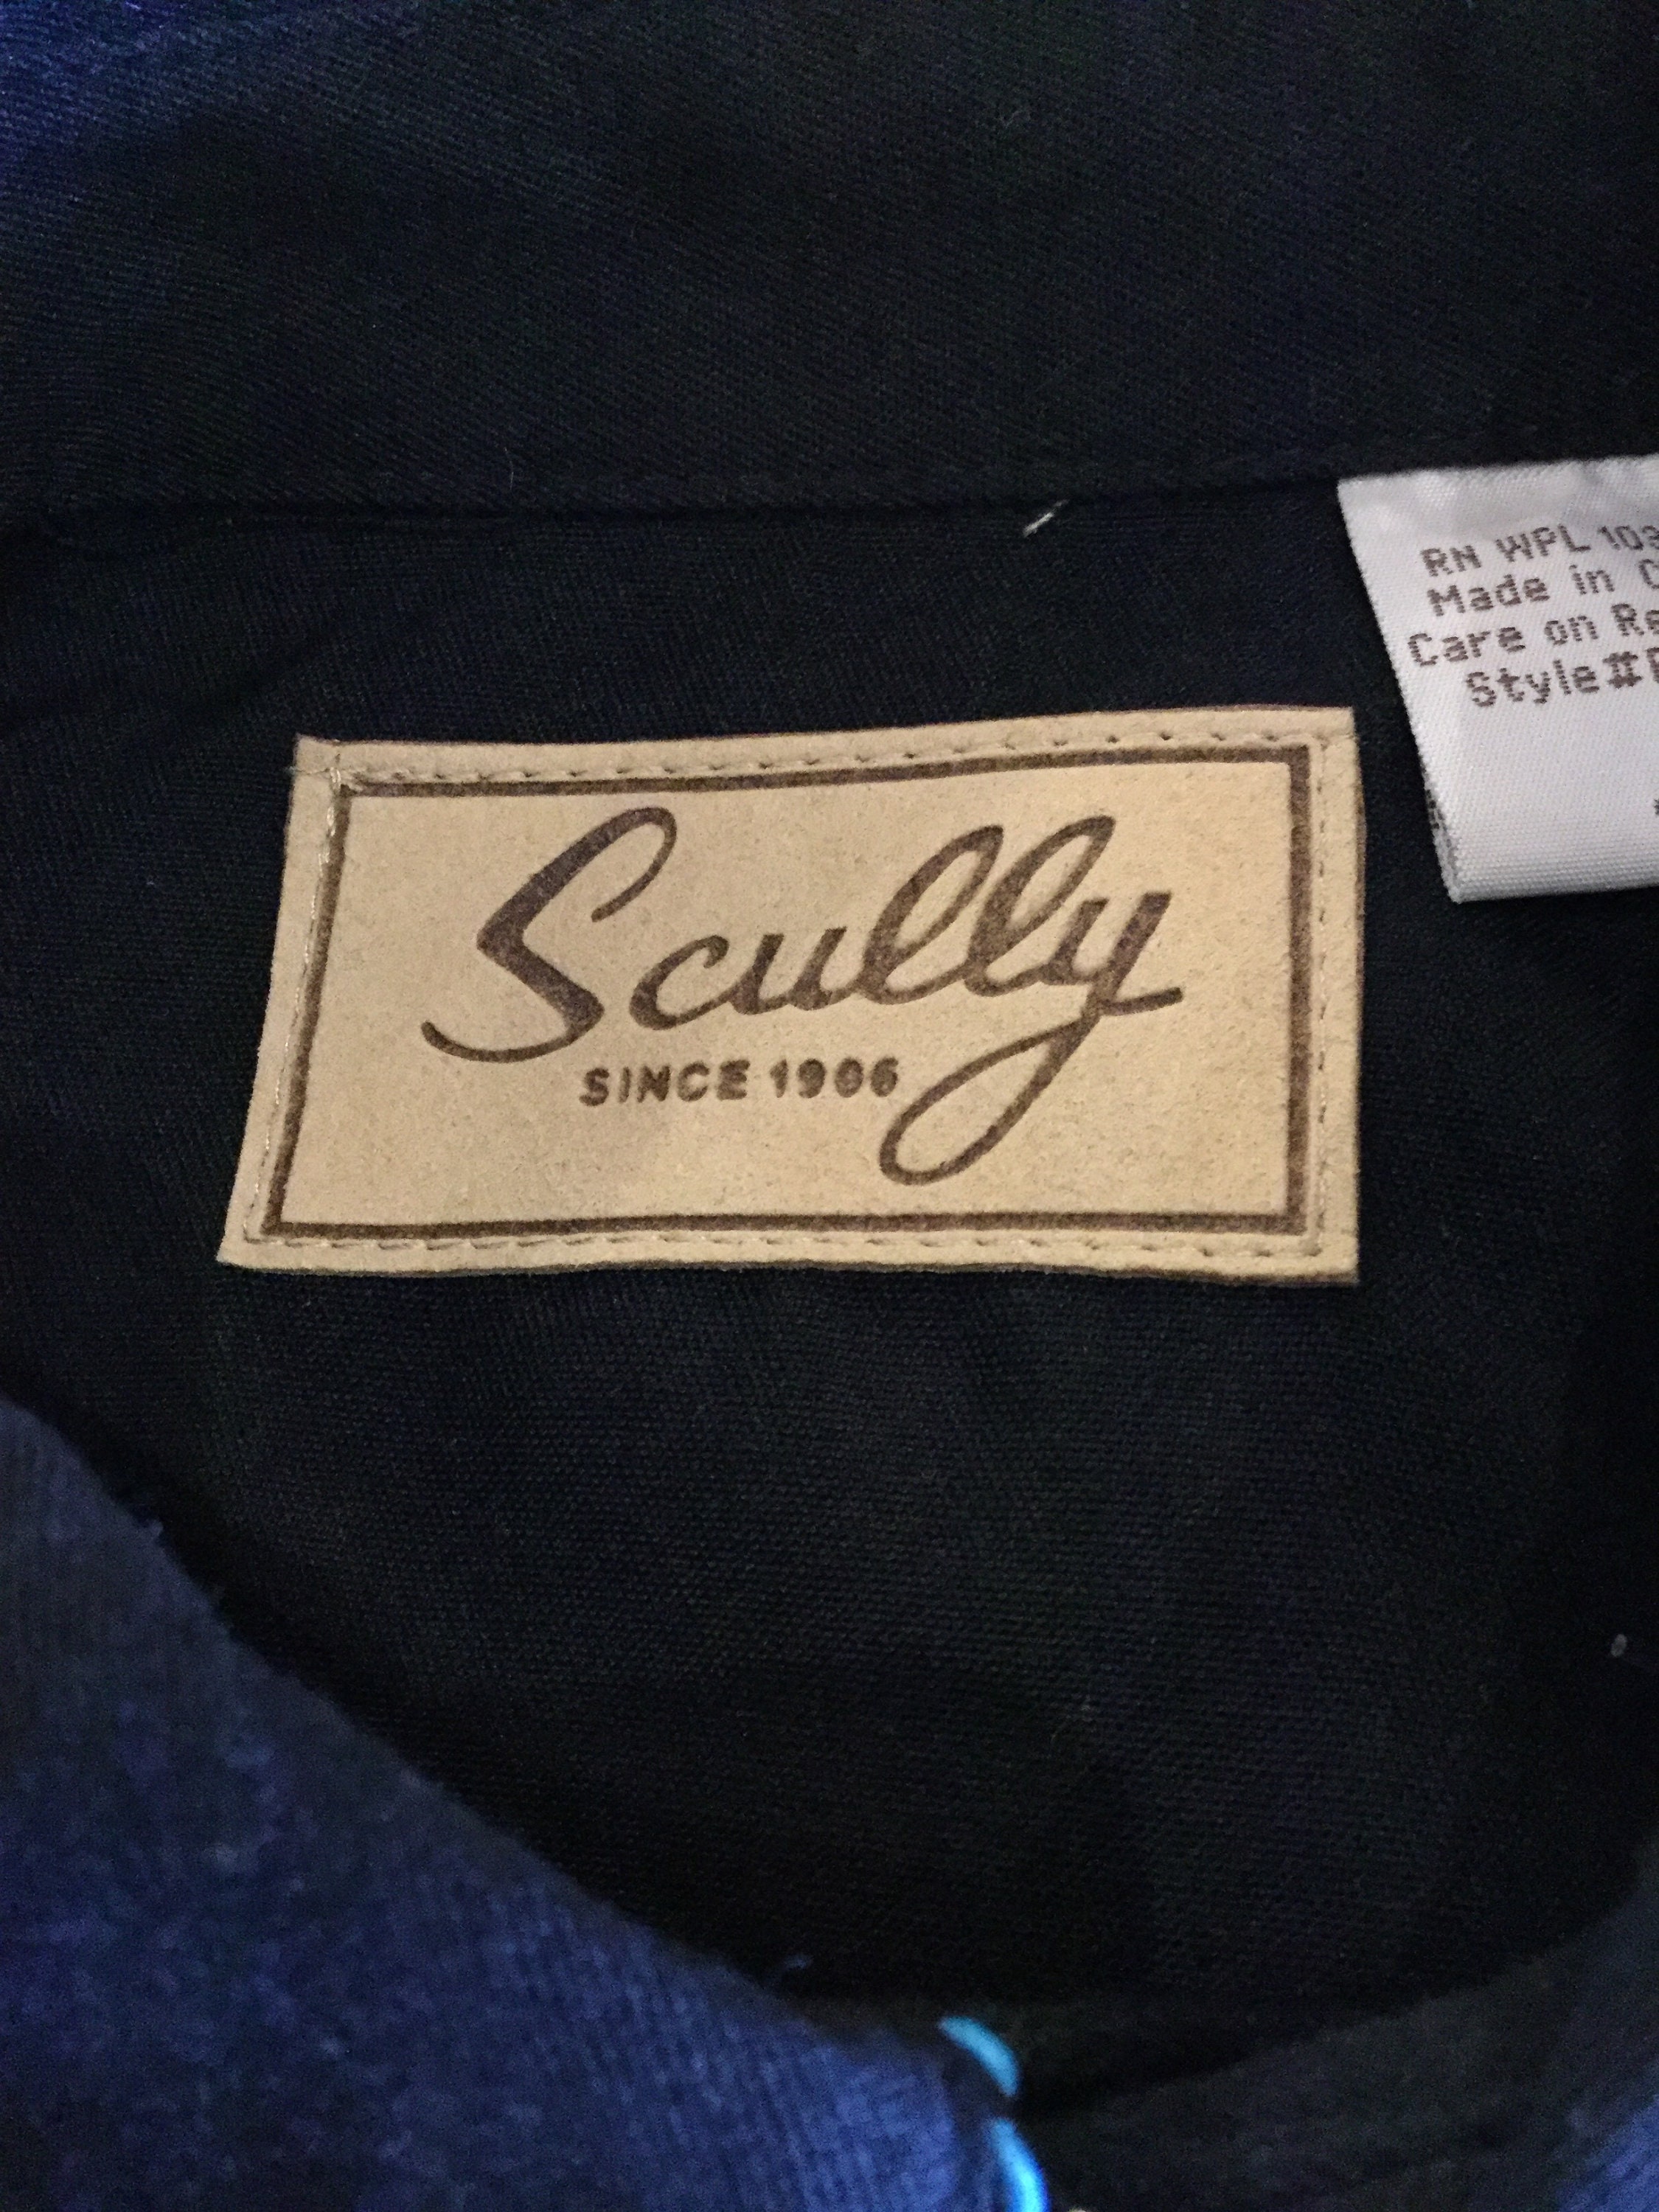 Scully
SINCE 1906
RN WPL 103
Made in C
Care on Re
Style#